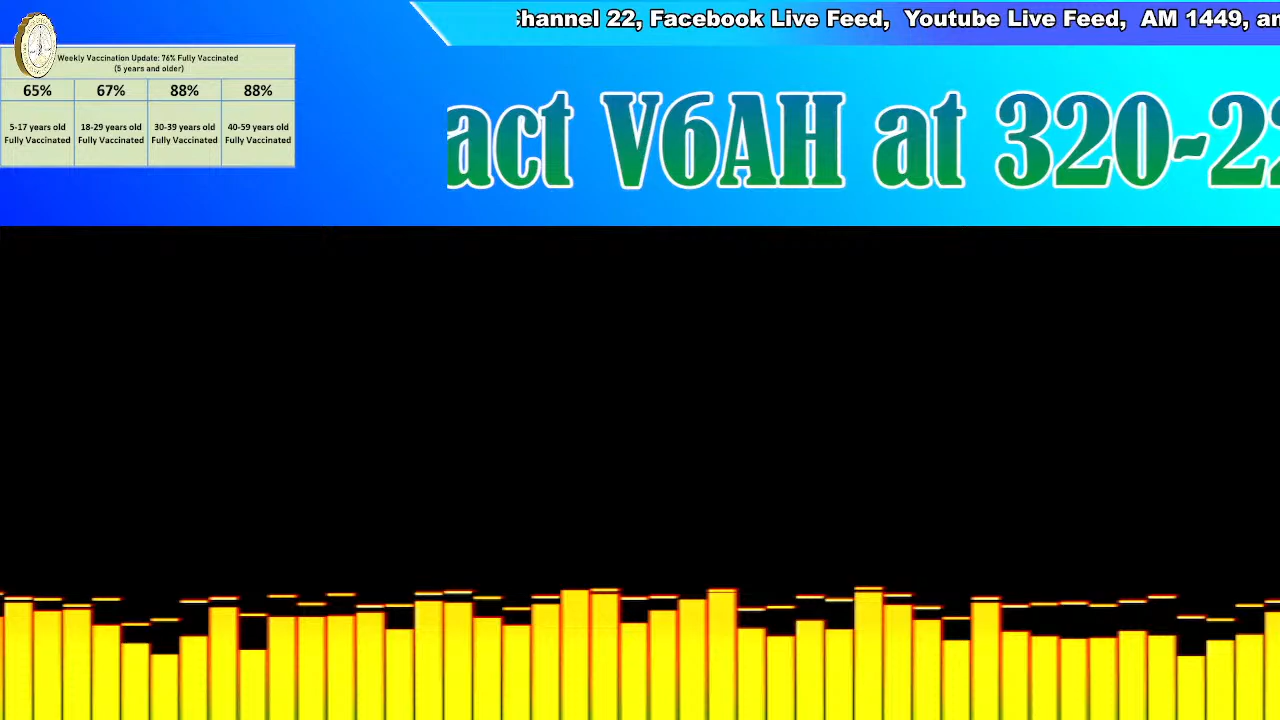 Channel 22, Facebook Live Feed, Youtube Live Feed, AM 1449,
Weekly Vaccination Update: 76% Fully Vaccinated
(5 years and older)
65% 67% 88% 88%
5-17 years old 18-29 years old 30-39 years old 40-59 years old
Fully Vaccinated Fully Vaccinated Fully Vaccinated Fully Vaccinated
act V6AH at 320-22